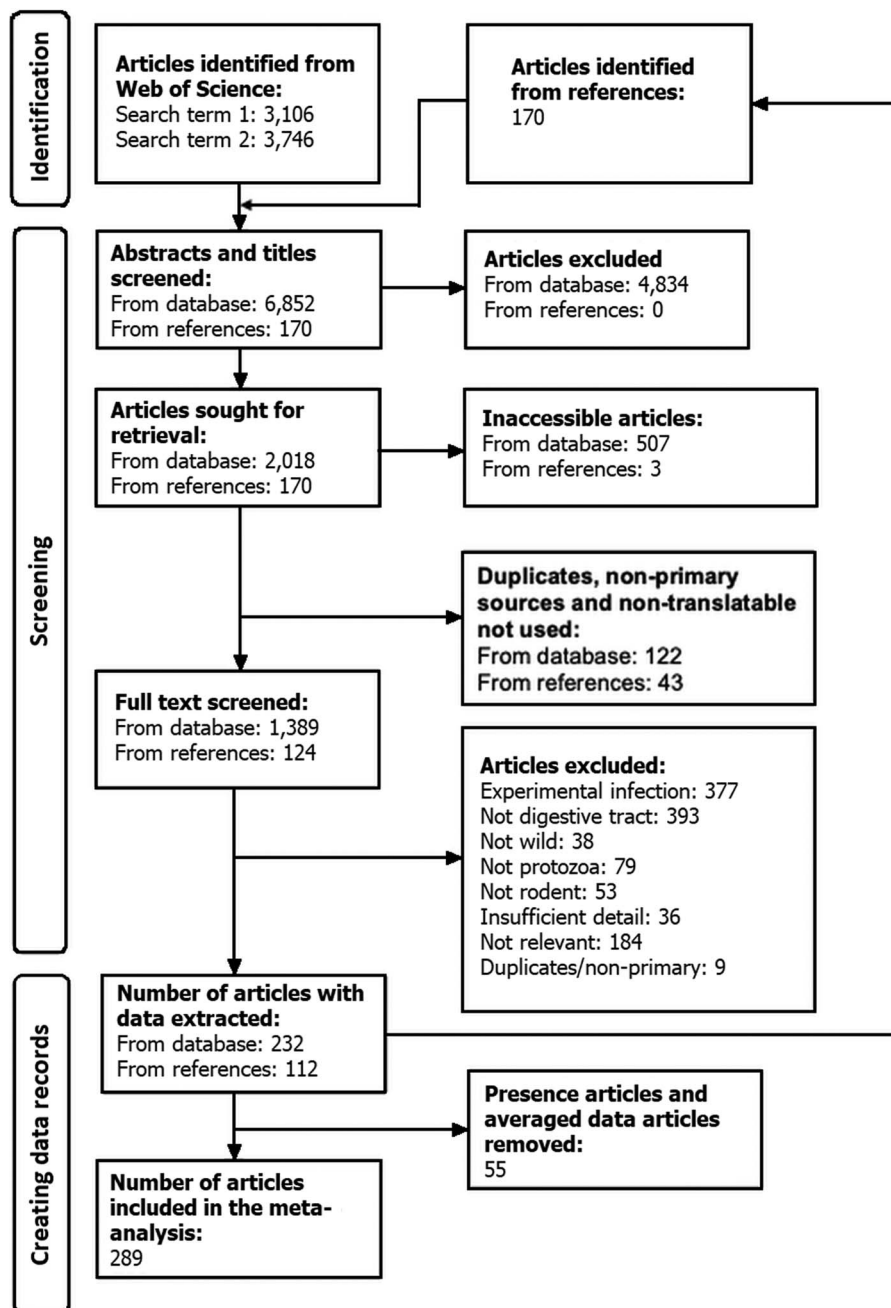 Identification
Articles identified from
Web of Science:
Search term 1: 3,106
Search term 2: 3,746
Articles identified
from references:
170
Screening
Abstracts and titles
screened:
From database: 6,852
From references: 170
Articles excluded
From database: 4,834
From references: 0
Articles sought for
retrieval:
From database: 2,018
From references: 170
Inaccessible articles:
From database: 507
From references: 3
Duplicates, non-primary
sources and non-translatable
not used:
From database: 122
From references: 43
Full text screened:
From database: 1,389
From references: 124
Articles excluded:
Experimental infection: 377
Not digestive tract: 393
Not wild: 38
Not protozoa: 79
Not rodent: 53
Insufficient detail: 36
Not relevant: 184
Duplicates/non-primary: 9
Creating data records
Number of articles with
data extracted:
From database: 232
From references: 112
Presence articles and
averaged data articles
removed:
55
Number of articles
included in the meta-
analysis:
289